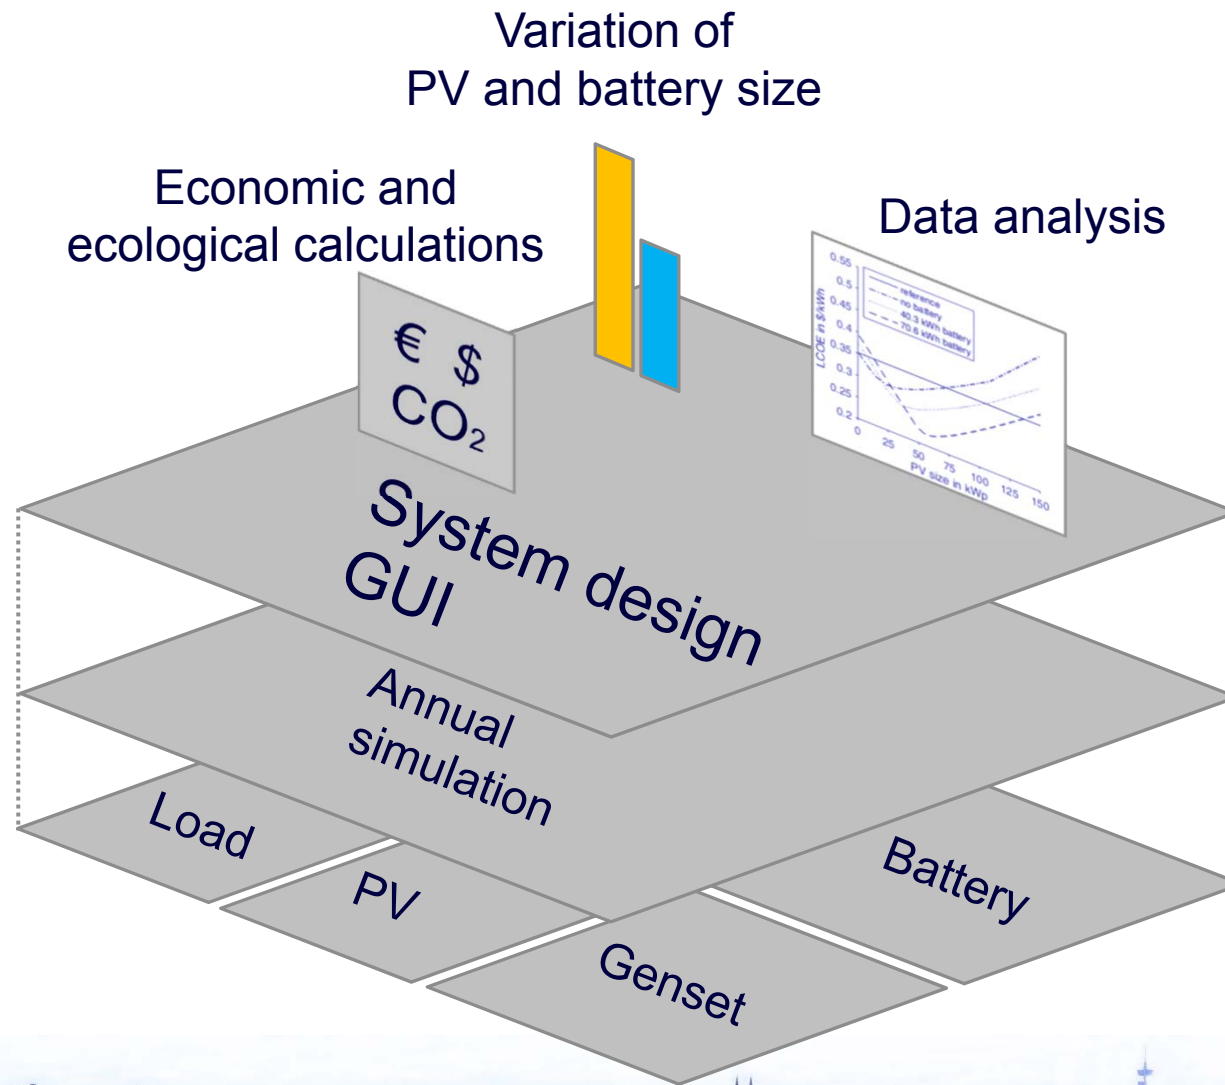 Variation of
PV and battery size
Economic and
ecological calculations
Data analysis
€ $
CO₂
0.55
0.5
0.45
0.4
0.35
0.3
0.25
0.2
LCOE in $/kWh
reference
no battery
40.3 kWh battery
70.6 kWh battery
0
25
50
75
100
125
150
PV size in kWp
System design
GUI
Annual
simulation
Load
PV
Genset
Battery